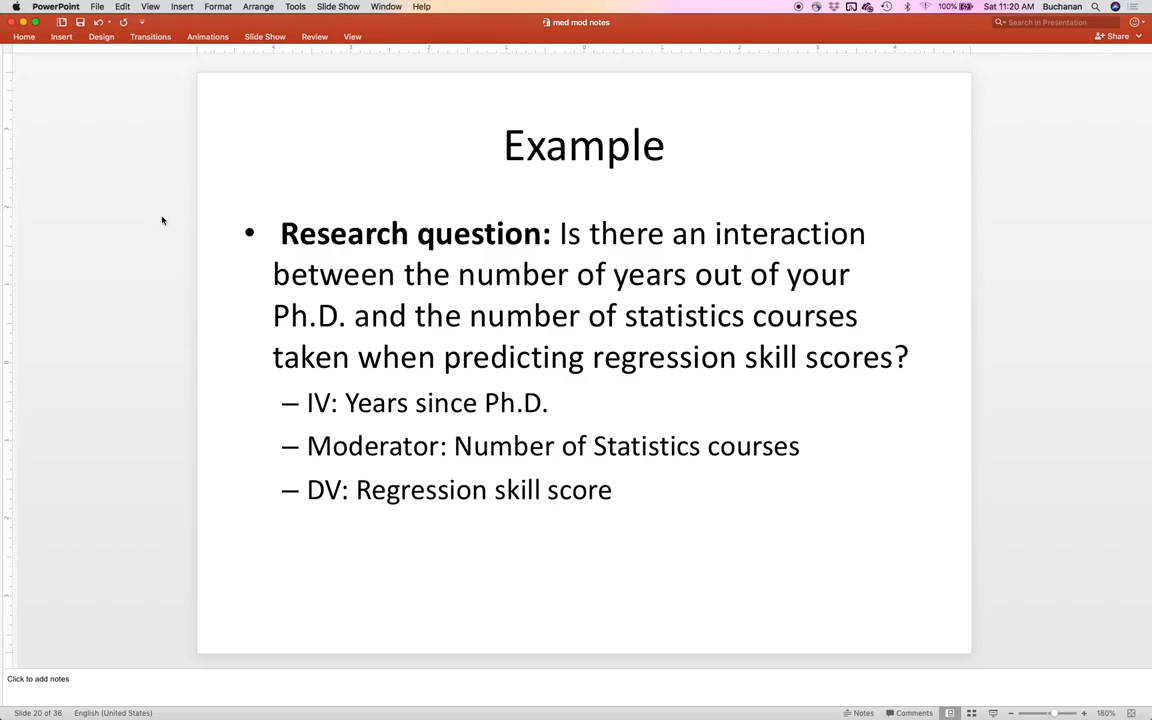 PowerPoint File Edit View Insert Format Arrange Tools Slide Show Window Help 100% Sat 11:20 AM Buchanan
med mod notes
Search in Presentation
Home Insert Design Transitions Animations Slide Show Review View Share
Example
• Research question: Is there an interaction
between the number of years out of your
Ph.D. and the number of statistics courses
taken when predicting regression skill scores?
– IV: Years since Ph.D.
– Moderator: Number of Statistics courses
– DV: Regression skill score
Click to add notes
Slide 20 of 36 English (United States) Notes Comments 180%